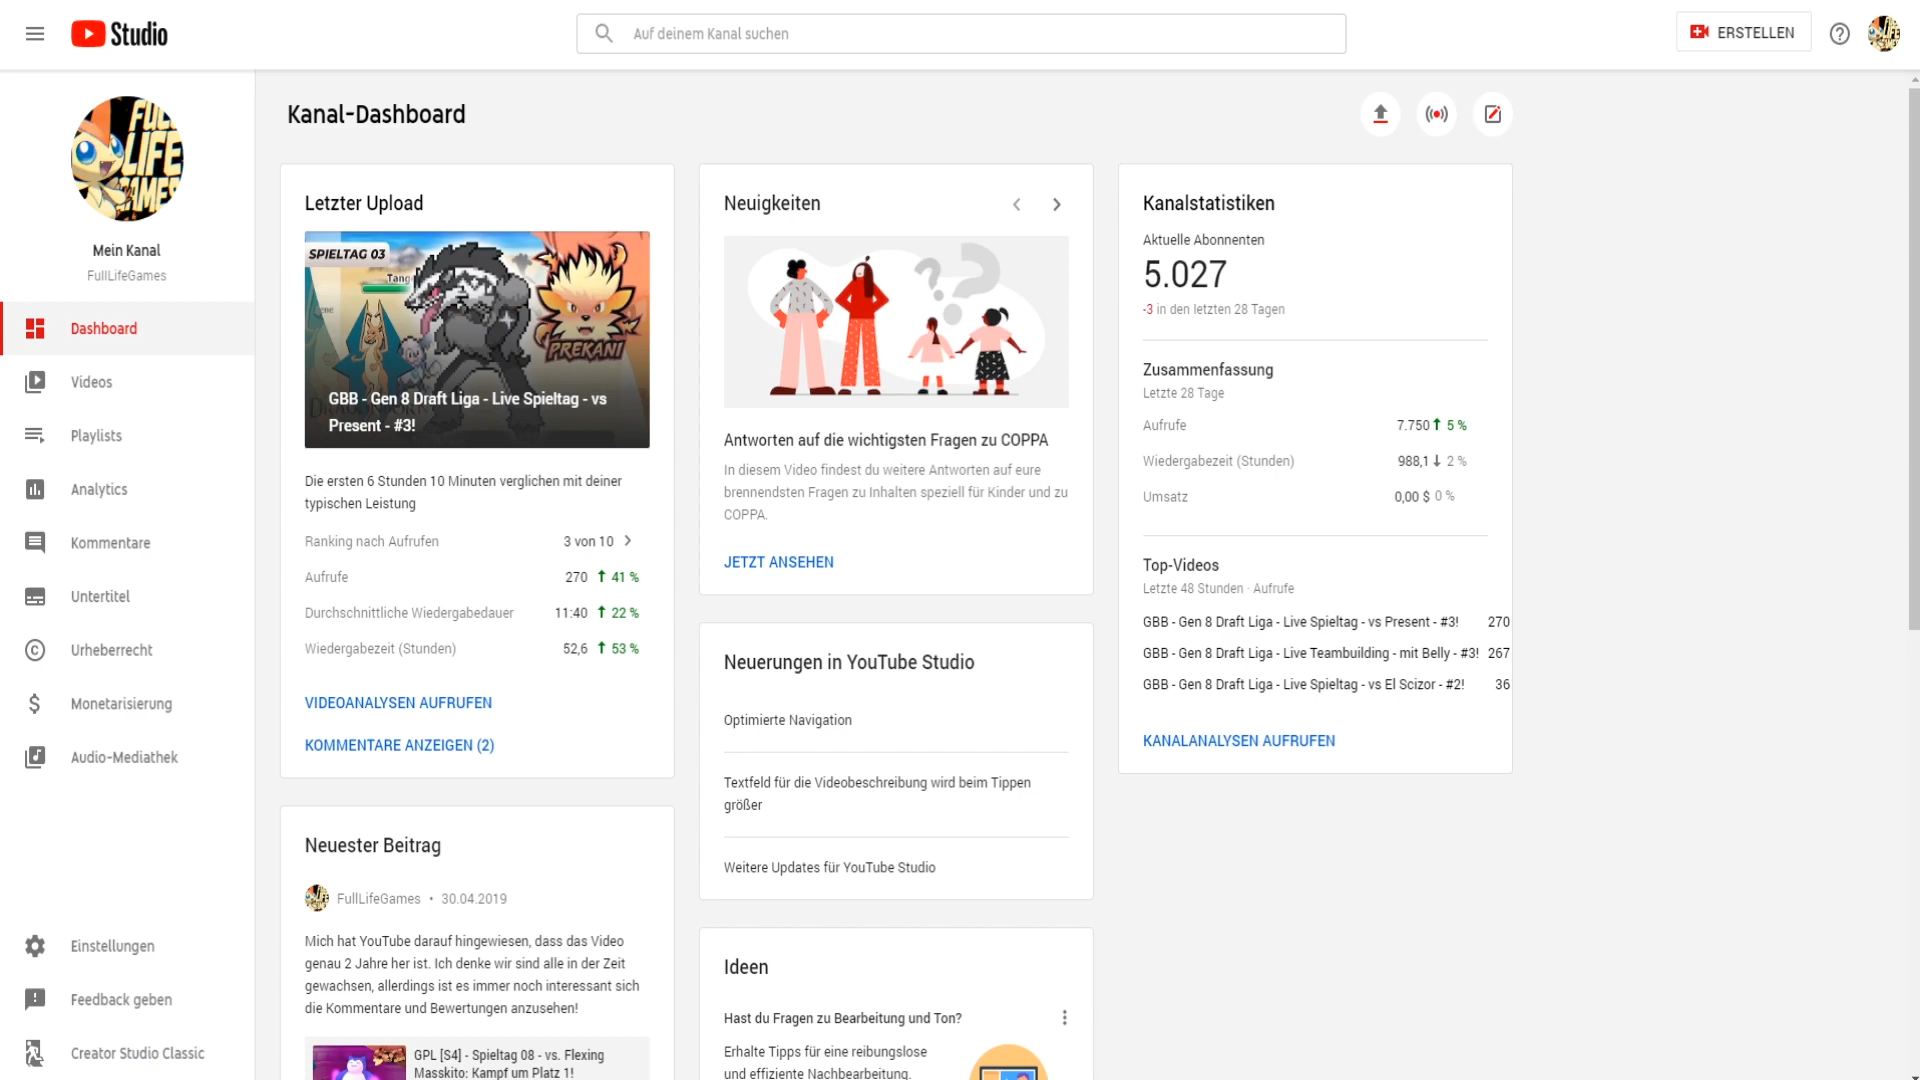 Studio
Auf deinem Kanal suchen
ERSTELLEN
FULL
LIFE
GAMES
Mein Kanal
FullLifeGames
Dashboard
Videos
Playlists
Analytics
Kommentare
Untertitel
Urheberrecht
Monetarisierung
Audio-Mediathek
Einstellungen
Feedback geben
Creator Studio Classic
Kanal-Dashboard
Letzter Upload
SPIELTAG 03
Tang
PREKANI
GBB - Gen 8 Draft Liga - Live Spieltag - vs
Present - #3!
Die ersten 6 Stunden 10 Minuten verglichen mit deiner
typischen Leistung
Ranking nach Aufrufen 3 von 10
Aufrufe 270 41 %
Durchschnittliche Wiedergabedauer 11:40 22 %
Wiedergabezeit (Stunden) 52,6 53 %
VIDEOANALYSEN AUFRUFEN
KOMMENTARE ANZEIGEN (2)
Neuester Beitrag
FullLifeGames • 30.04.2019
Mich hat YouTube darauf hingewiesen, dass das Video
genau 2 Jahre her ist. Ich denke wir sind alle in der Zeit
gewachsen, allerdings ist es immer noch interessant sich
die Kommentare und Bewertungen anzusehen!
GPL [S4] - Spieltag 08 - vs. Flexing
Masskito: Kampf um Platz 1!
Neuigkeiten
Antworten auf die wichtigsten Fragen zu COPPA
In diesem Video findest du weitere Antworten auf eure
brennendsten Fragen zu Inhalten speziell für Kinder und zu
COPPA.
JETZT ANSEHEN
Neuerungen in YouTube Studio
Optimierte Navigation
Textfeld für die Videobeschreibung wird beim Tippen
größer
Weitere Updates für YouTube Studio
Ideen
Hast du Fragen zu Bearbeitung und Ton?
Erhalte Tipps für eine reibungslose
und effiziente Nachbearbeitung.
Kanalstatistiken
Aktuelle Abonnenten
5.027
-3 in den letzten 28 Tagen
Zusammenfassung
Letzte 28 Tage
Aufrufe 7.750 5 %
Wiedergabezeit (Stunden) 988,1 2 %
Umsatz 0,00 $ 0 %
Top-Videos
Letzte 48 Stunden · Aufrufe
GBB - Gen 8 Draft Liga - Live Spieltag - vs Present - #3! 270
GBB - Gen 8 Draft Liga - Live Teambuilding - mit Belly - #3! 267
GBB - Gen 8 Draft Liga - Live Spieltag - vs El Scizor - #2! 36
KANALANALYSEN AUFRUFEN